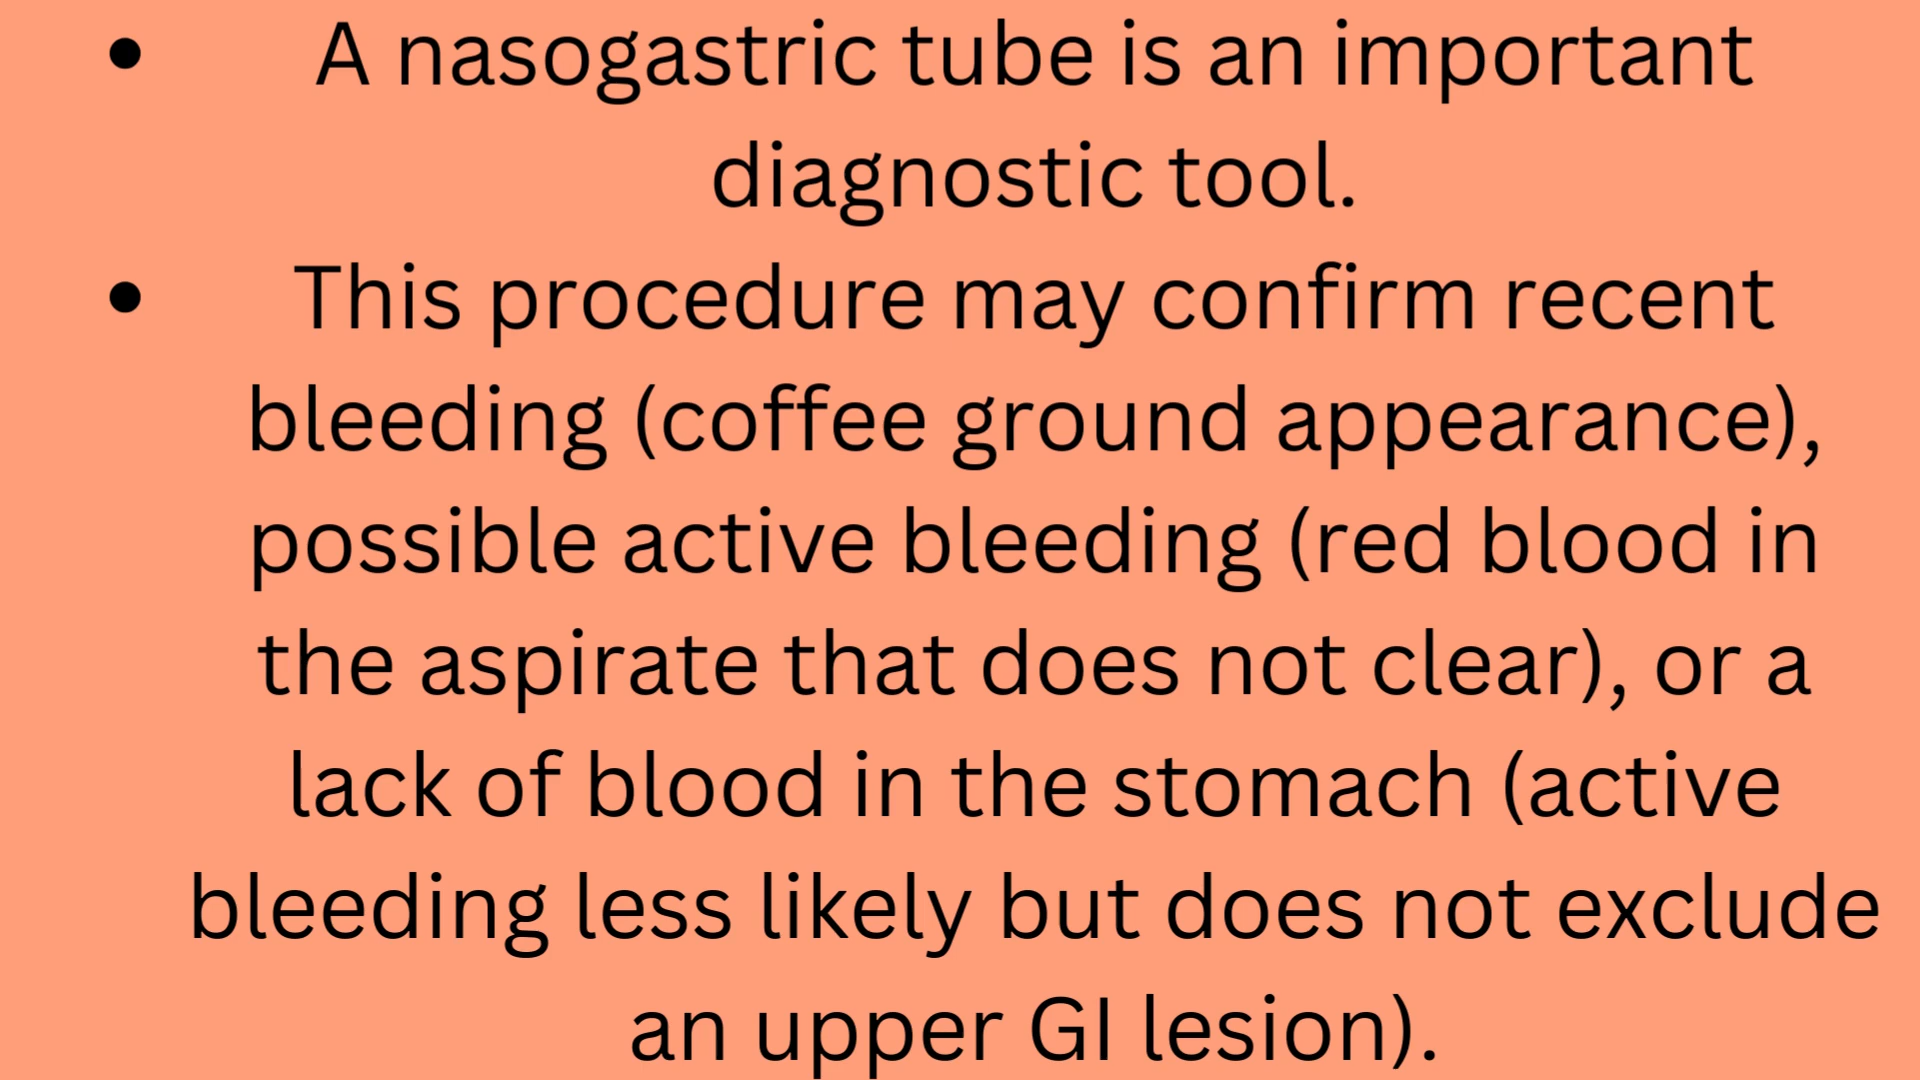 • A nasogastric tube is an important
diagnostic tool.
• This procedure may confirm recent
bleeding (coffee ground appearance),
possible active bleeding (red blood in
the aspirate that does not clear), or a
lack of blood in the stomach (active
bleeding less likely but does not exclude
an upper GI lesion).